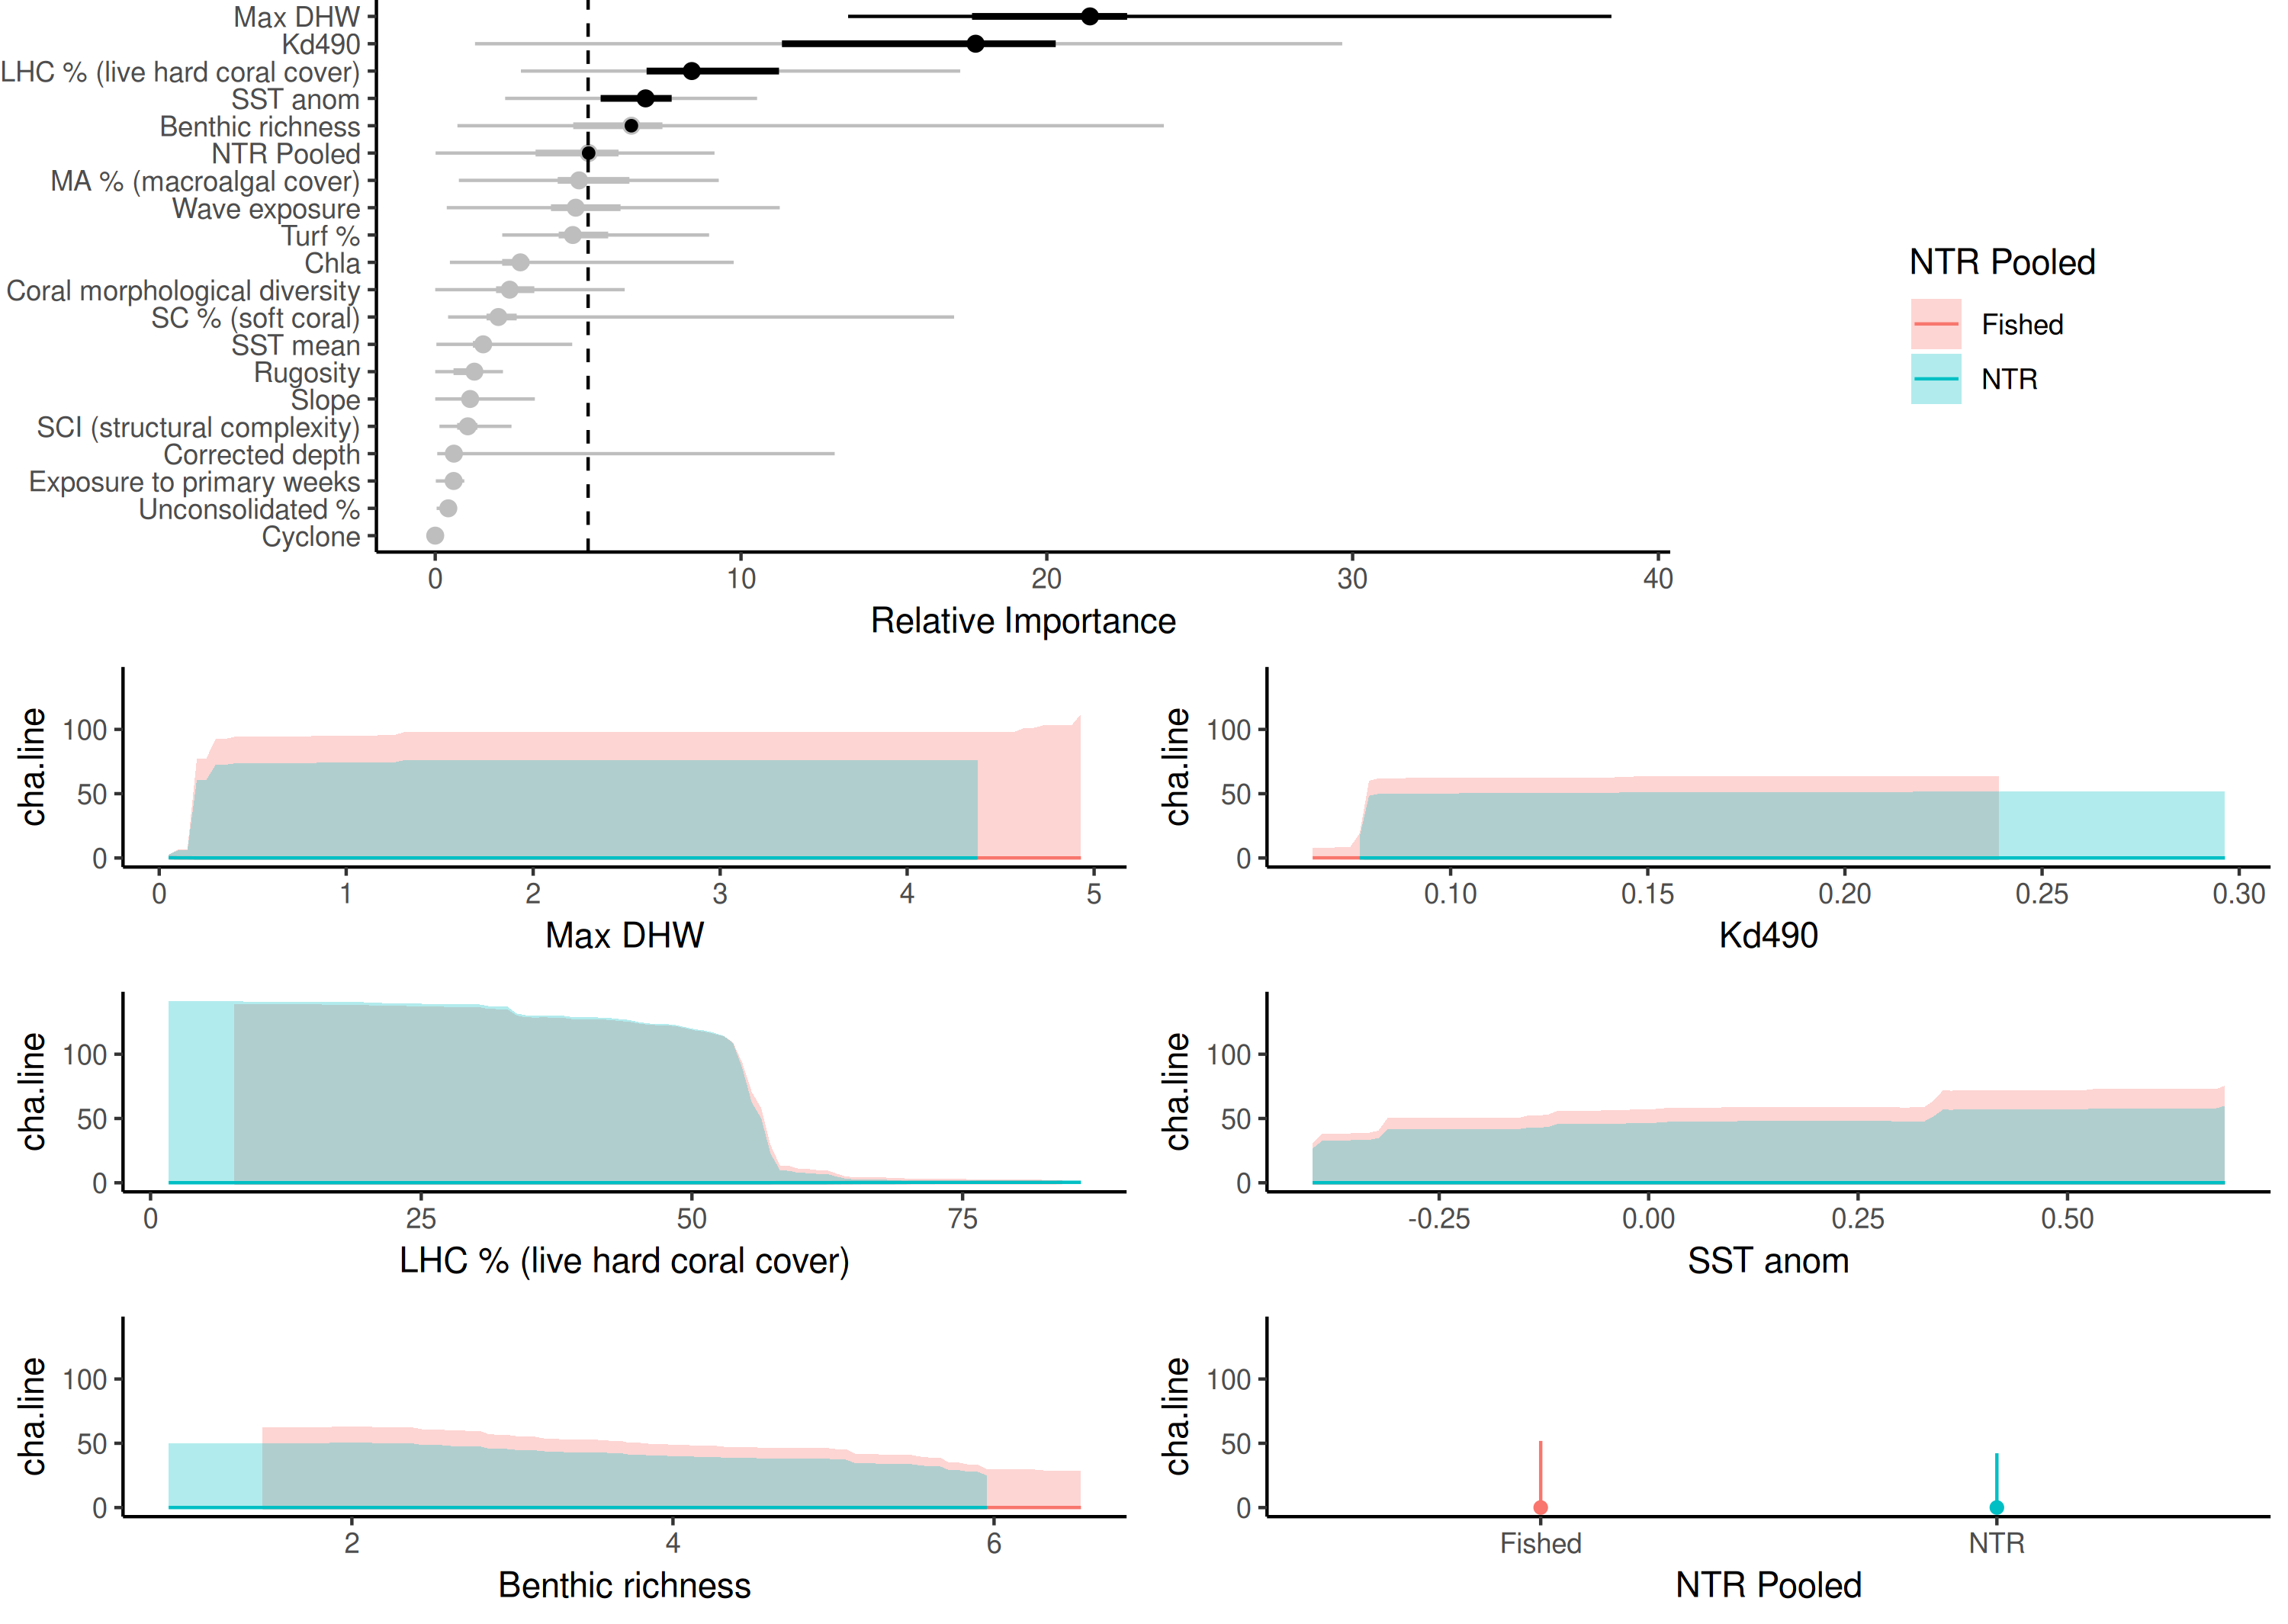 Max DHW
Kd490
LHC % (live hard coral cover)
SST anom
Benthic richness
NTR Pooled
MA % (macroalgal cover)
Wave exposure
Turf %
Chla
Coral morphological diversity
SC % (soft coral)
SST mean
Rugosity
Slope
SCI (structural complexity)
Corrected depth
Exposure to primary weeks
Unconsolidated %
Cyclone
0 10 20 30 40
Relative Importance
NTR Pooled
Fished
NTR
cha.line
100
50
0
0 1 2 3 4 5
Max DHW
cha.line
100
50
0
0.10 0.15 0.20 0.25 0.30
Kd490
cha.line
100
50
0
0 25 50 75
LHC % (live hard coral cover)
cha.line
100
50
0
-0.25 0.00 0.25 0.50
SST anom
cha.line
100
50
0
2 4 6
Benthic richness
cha.line
100
50
0
Fished NTR
NTR Pooled